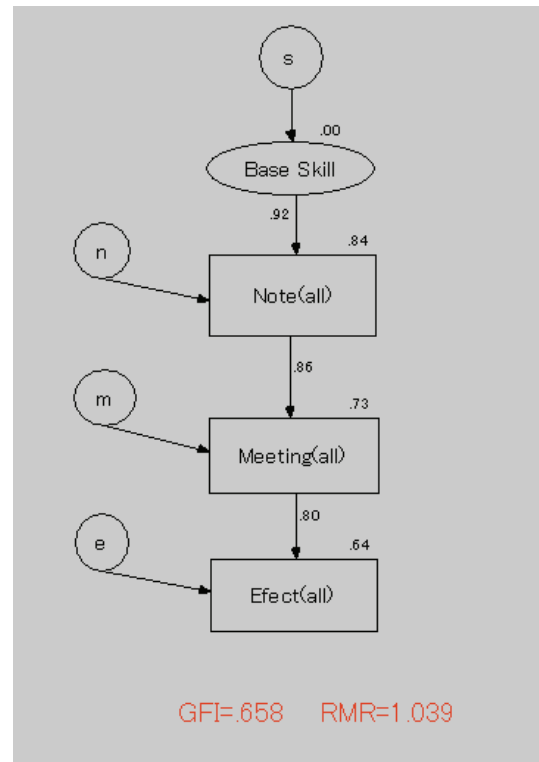 s
.00
Base Skill
.92
.84
n
Note(all)
.86
.73
m
Meeting(all)
.80
.64
e
Efect(all)
GFI=.658 RMR=1.039